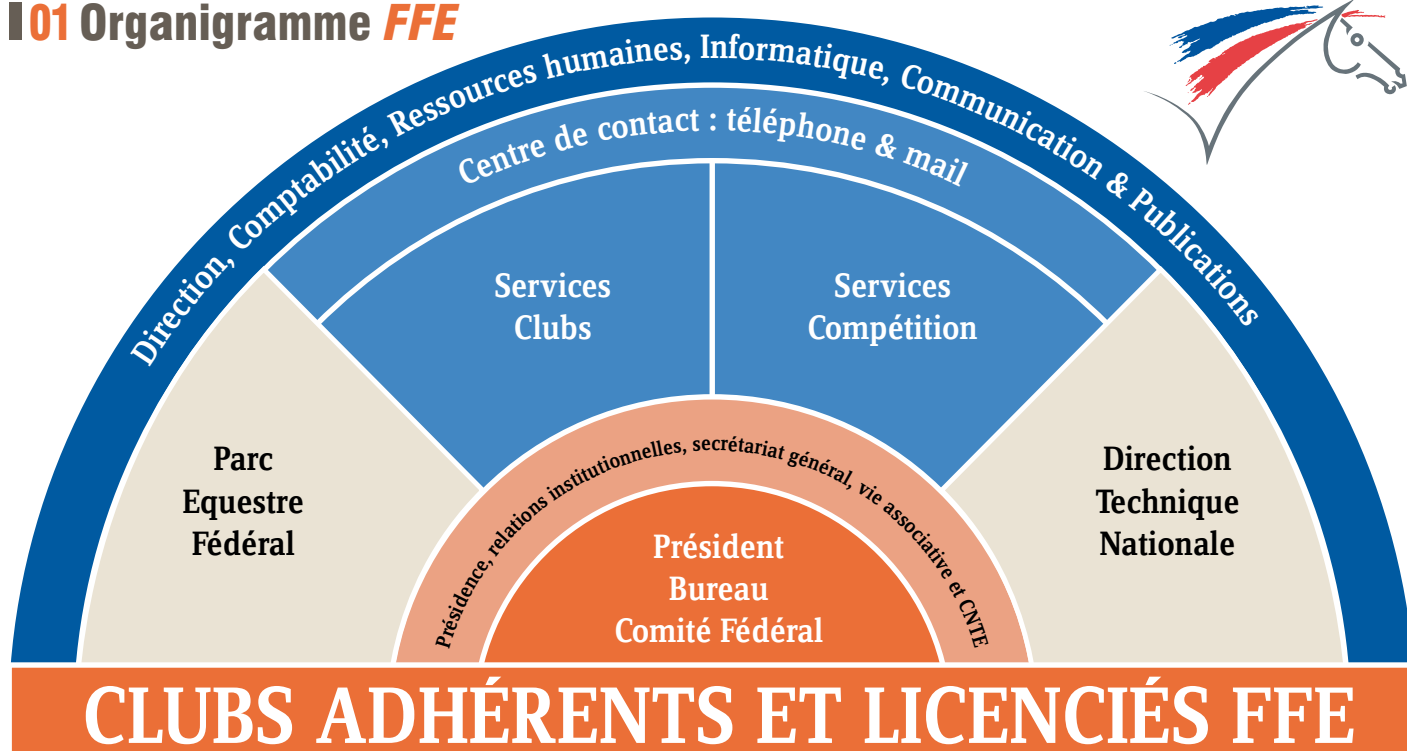 01 Organigramme FFE
Direction, Comptabilité, Ressources humaines, Informatique, Communication & Publications
Centre de contact : téléphone & mail
Services
Clubs
Services
Compétition
Parc
Equestre
Fédéral
Direction
Technique
Nationale
Présidence, relations institutionnelles, secrétariat général, vie associative et CNTE
Président
Bureau
Comité Fédéral
CLUBS ADHÉRENTS ET LICENCIÉS FFE